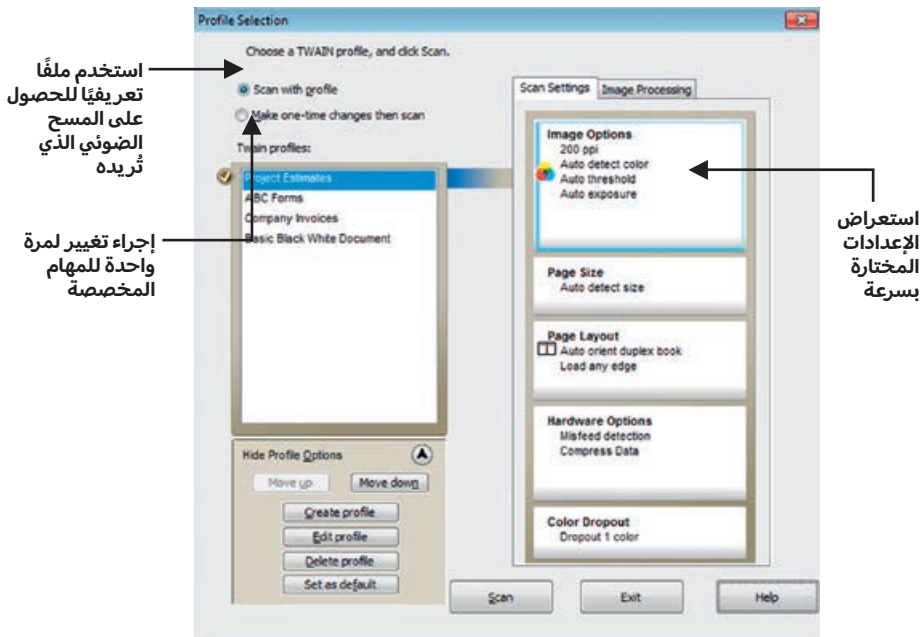 Profile Selection
Choose a TWAIN profile, and click Scan.
استخدم ملفًا
تعريفيًا للحصول
على المسح
الضوئي الذي
تُريده
Scan with profile
Make one-time changes then scan
Twain profiles:
Project Estimates
ABC Forms
Company Invoices
Basic Black White Document
إجراء تغيير لمرة
واحدة للمهام
المخصصة
Hide Profile Options
Move up
Move down
Create profile
Edit profile
Delete profile
Set as default
Scan Settings
Image Processing
Image Options
200 ppi
Auto detect color
Auto threshold
Auto exposure
استعراض
الإعدادات
المختارة
بسرعة
Page Size
Auto detect size
Page Layout
Auto orient duplex book
Load any edge
Hardware Options
Misfeed detection
Compress Data
Color Dropout
Dropout 1 color
Scan
Exit
Help